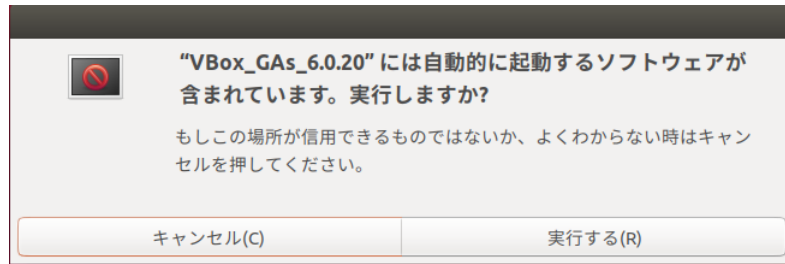 “VBox_GAs_6.0.20” には自動的に起動するソフトウェアが
含まれています。実行しますか?
もしこの場所が信用できるものではないか、よくわからない時はキャン
セルを押してください。
キャンセル(C)
実行する(R)